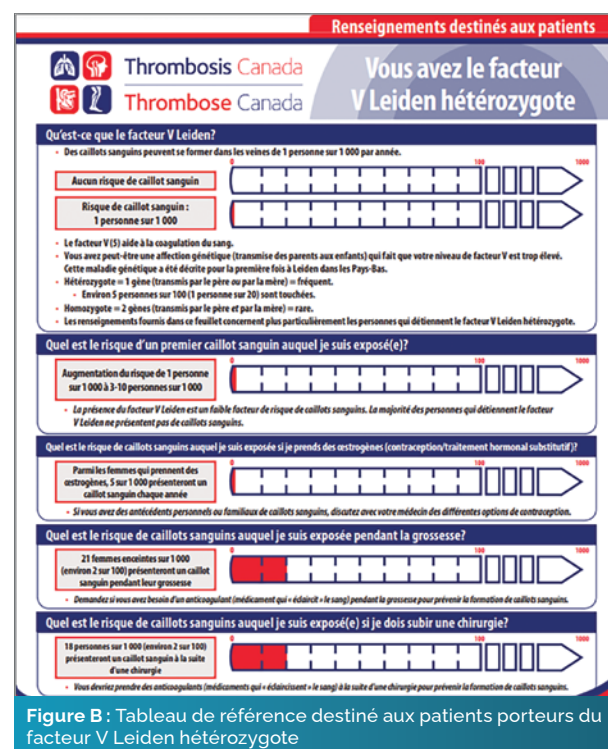 Renseignements destinés aux patients
Thrombosis Canada
Thrombose Canada
Vous avez le facteur
V Leiden hétérozygote
Qu'est-ce que le facteur V Leiden?
• Des caillots sanguins peuvent se former dans les veines de 1 personne sur 1 000 par année.
0 100 1000
Aucun risque de caillot sanguin
Risque de caillot sanguin :
1 personne sur 1 000
• Le facteur V (5) aide à la coagulation du sang.
• Vous avez peut-être une affection génétique (transmise des parents aux enfants) qui fait que votre niveau de facteur V est trop élevé.
Cette maladie génétique a été décrite pour la première fois à Leiden dans les Pays-Bas.
• Hétérozygote = 1 gène (transmis par le père ou par la mère) = fréquent.
• Environ 5 personnes sur 100 (1 personne sur 20) sont touchées.
• Homozygote = 2 gènes (transmis par le père et par la mère) = rare.
• Les renseignements fournis dans ce feuillet concernent plus particulièrement les personnes qui détiennent le facteur V Leiden hétérozygote.
Quel est le risque d'un premier caillot sanguin auquel je suis exposé(e)?
0 100 1000
Augmentation du risque de 1 personne
sur 1 000 à 3-10 personnes sur 1 000
• La présence du facteur V Leiden est un faible facteur de risque de caillots sanguins. La majorité des personnes qui détiennent le facteur
V Leiden ne présentent pas de caillots sanguins.
Quel est le risque de caillots sanguins auquel je suis exposée si je prends des œstrogènes (contraception/traitement hormonal substitutif)?
0 100 1000
Parmi les femmes qui prennent des
œstrogènes, 5 sur 1 000 présenteront un
caillot sanguin chaque année
• Si vous avez des antécédents personnels ou familiaux de caillots sanguins, discutez avec votre médecin des différentes options de contraception.
Quel est le risque de caillots sanguins auquel je suis exposée pendant la grossesse?
0 100 1000
21 femmes enceintes sur 1 000
(environ 2 sur 100) présenteront un caillot
sanguin pendant leur grossesse
• Demandez si vous avez besoin d'un anticoagulant (médicament qui « éclaircit » le sang) pendant la grossesse pour prévenir la formation de caillots sanguins.
Quel est le risque de caillots sanguins auquel je suis exposé(e) si je dois subir une chirurgie?
0 100 1000
18 personnes sur 1 000 (environ 2 sur 100)
présenteront un caillot sanguin à la suite
d'une chirurgie
• Vous devriez prendre des anticoagulants (médicaments qui « éclaircissent » le sang) à la suite d'une chirurgie pour prévenir la formation de caillots sanguins.
Figure B : Tableau de référence destiné aux patients porteurs du
facteur V Leiden hétérozygote